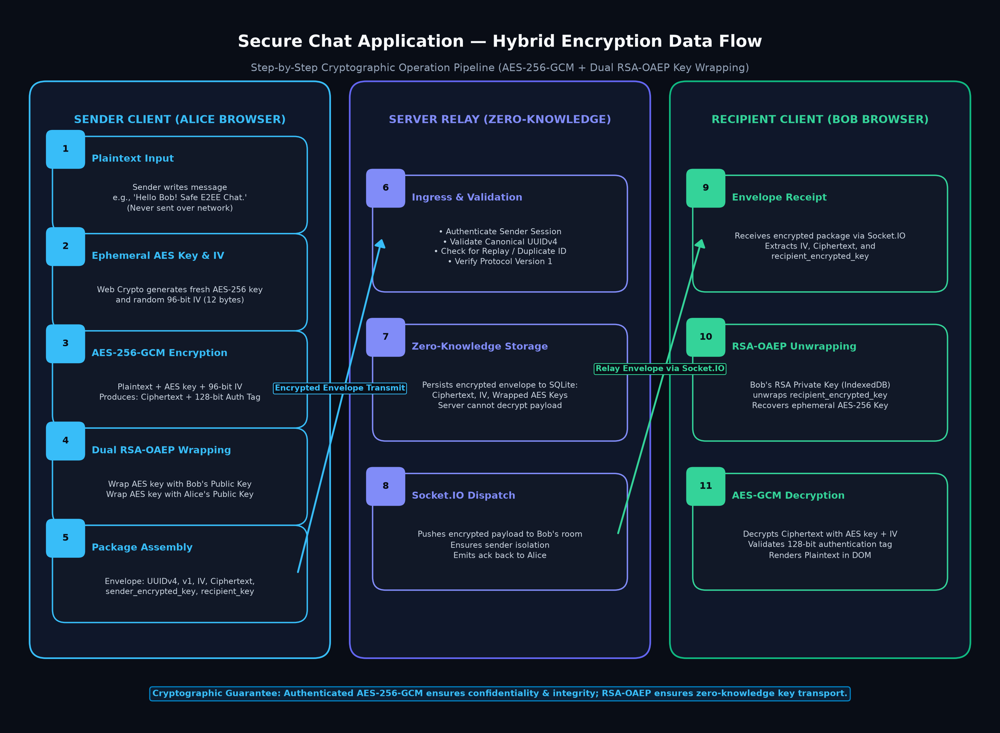 Secure Chat Application — Hybrid Encryption Data Flow
Step-by-Step Cryptographic Operation Pipeline (AES-256-GCM + Dual RSA-OAEP Key Wrapping)
SENDER CLIENT (ALICE BROWSER)
1
Plaintext Input
Sender writes message
e.g., 'Hello Bob! Safe E2EE Chat.'
(Never sent over network)
2
Ephemeral AES Key & IV
Web Crypto generates fresh AES-256 key
and random 96-bit IV (12 bytes)
3
AES-256-GCM Encryption
Plaintext + AES key + 96-bit IV
Produces: Ciphertext + 128-bit Auth Tag
4
Dual RSA-OAEP Wrapping
Wrap AES key with Bob's Public Key
Wrap AES key with Alice's Public Key
5
Package Assembly
Envelope: UUIDv4, v1, IV, Ciphertext,
sender_encrypted_key, recipient_key
Encrypted Envelope Transmit
SERVER RELAY (ZERO-KNOWLEDGE)
6
Ingress & Validation
• Authenticate Sender Session
• Validate Canonical UUIDv4
• Check for Replay / Duplicate ID
• Verify Protocol Version 1
7
Zero-Knowledge Storage
Persists encrypted envelope to SQLite:
Ciphertext, IV, Wrapped AES Keys
Server cannot decrypt payload
8
Socket.IO Dispatch
Pushes encrypted payload to Bob's room
Ensures sender isolation
Emits ack back to Alice
Relay Envelope via Socket.IO
RECIPIENT CLIENT (BOB BROWSER)
9
Envelope Receipt
Receives encrypted package via Socket.IO
Extracts IV, Ciphertext, and
recipient_encrypted_key
10
RSA-OAEP Unwrapping
Bob's RSA Private Key (IndexedDB)
unwraps recipient_encrypted_key
Recovers ephemeral AES-256 Key
11
AES-GCM Decryption
Decrypts Ciphertext with AES key + IV
Validates 128-bit authentication tag
Renders Plaintext in DOM
Cryptographic Guarantee: Authenticated AES-256-GCM ensures confidentiality & integrity; RSA-OAEP ensures zero-knowledge key transport.